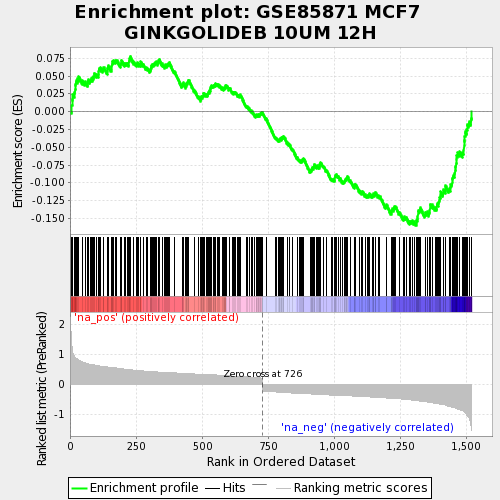 Enrichment plot: GSE85871 MCF7
GINKGOLIDEB 10UM 12H
Enrichment score (ES)
0.075
0.050
0.025
0.000
-0.025
-0.050
-0.075
-0.100
-0.125
-0.150
'na_pos' (positively correlated)
Ranked list metric (PreRanked)
2
1
0
-1
Zero cross at 726
'na_neg' (negatively correlated)
0
250
500
750
1,000
1,250
1,500
Rank in Ordered Dataset
Enrichment profile
Hits
Ranking metric scores